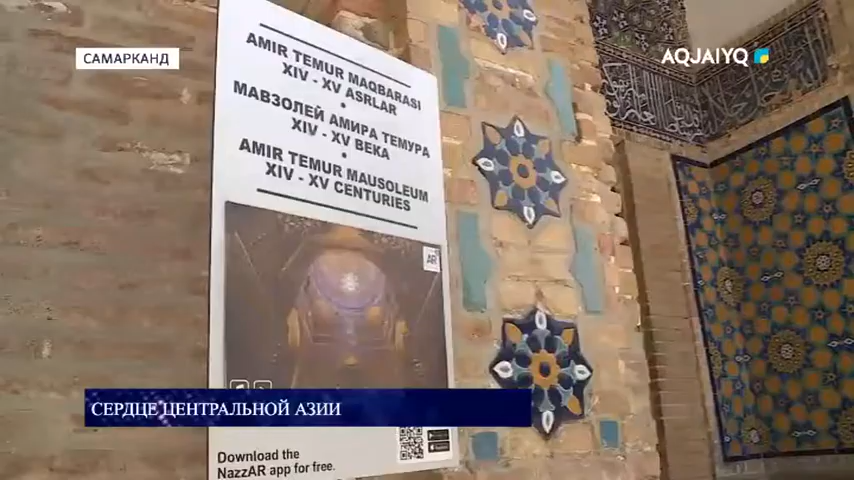 САМАРКАНД
AQJAIYQ
AMIR TEMUR MAQBARASI
XIV - XV ASRLAR
•
МАВЗОЛЕЙ АМИРА ТЕМУРА
XIV - XV ВЕКА
•
AMIR TEMUR MAUSOLEUM
XIV - XV CENTURIES
AR
СЕРДЦЕ ЦЕНТРАЛЬНОЙ АЗИИ
Download the
NazzAR app for free.